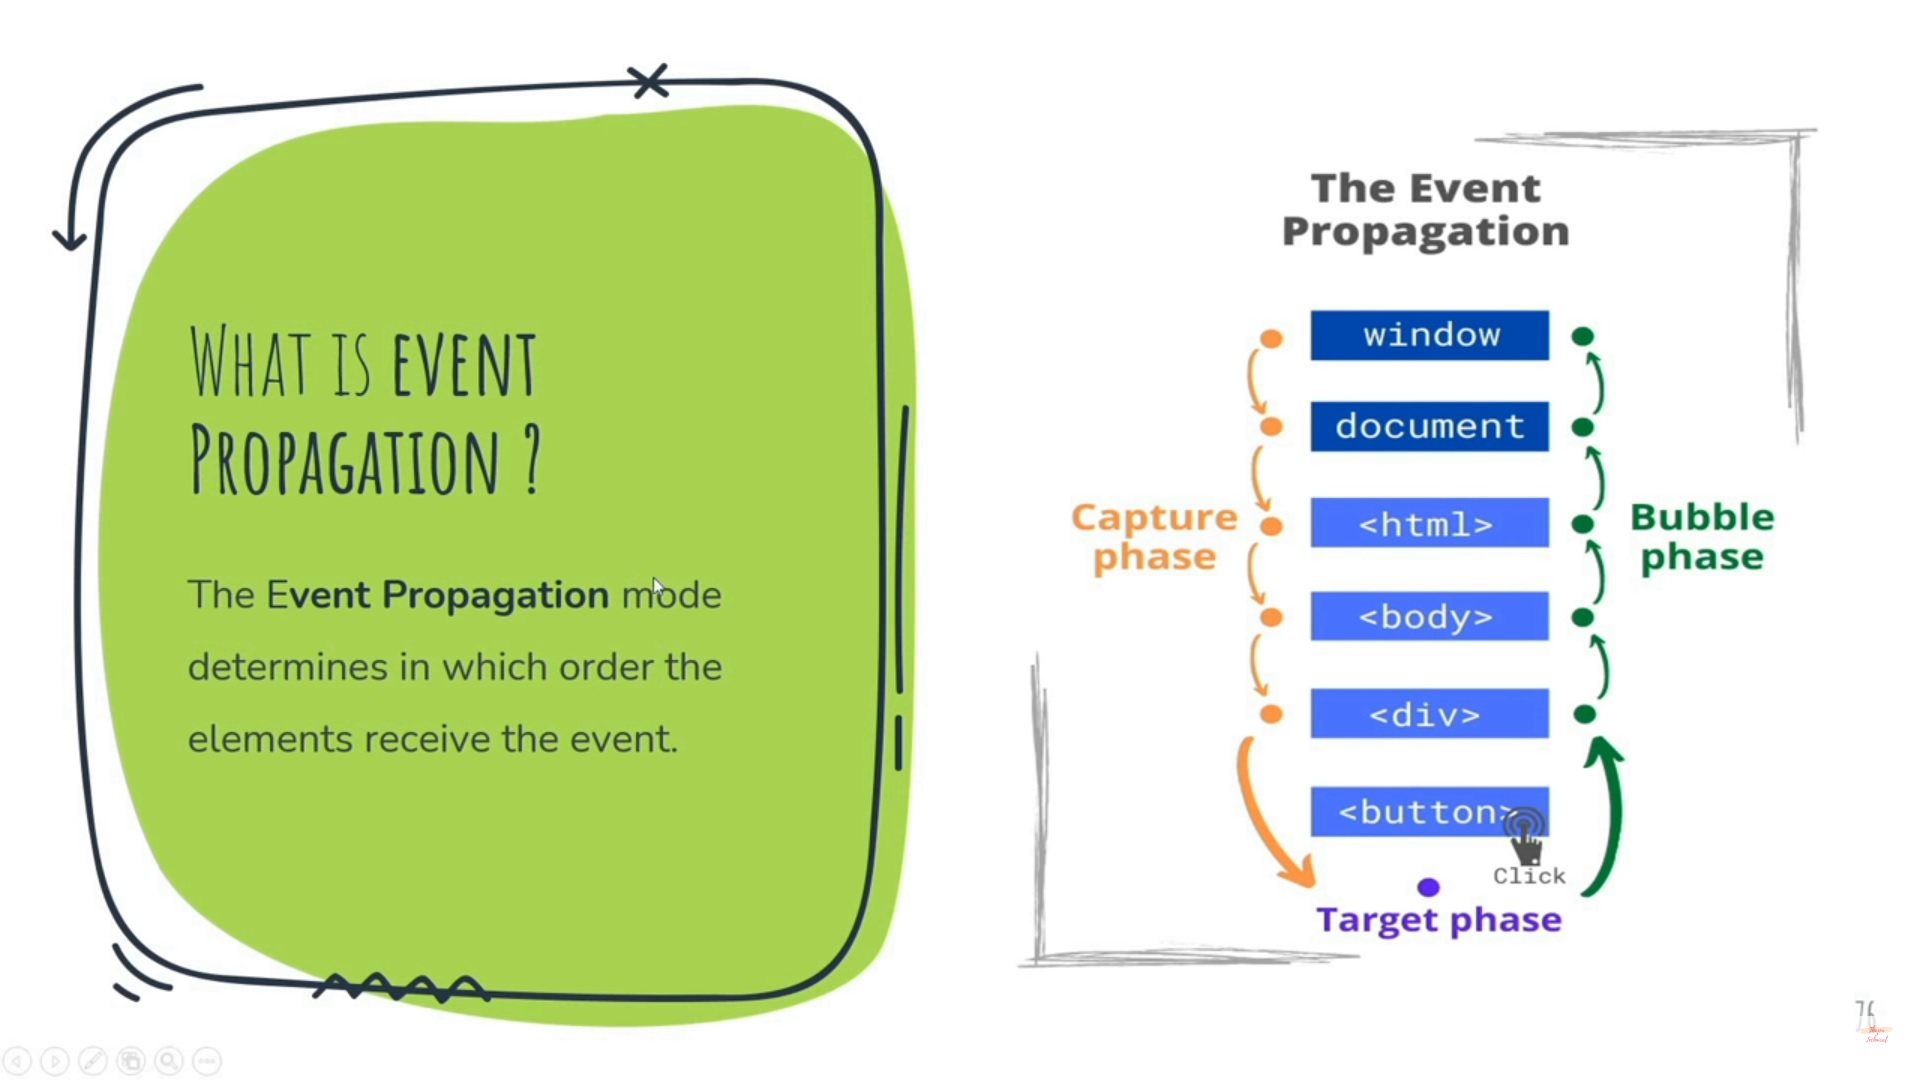 What is event
Propagation ?
The Event Propagation mode
determines in which order the
elements receive the event.
The Event
Propagation
window
document
Capture
phase
<html>
Bubble
phase
<body>
<div>
<button>
Click
Target phase